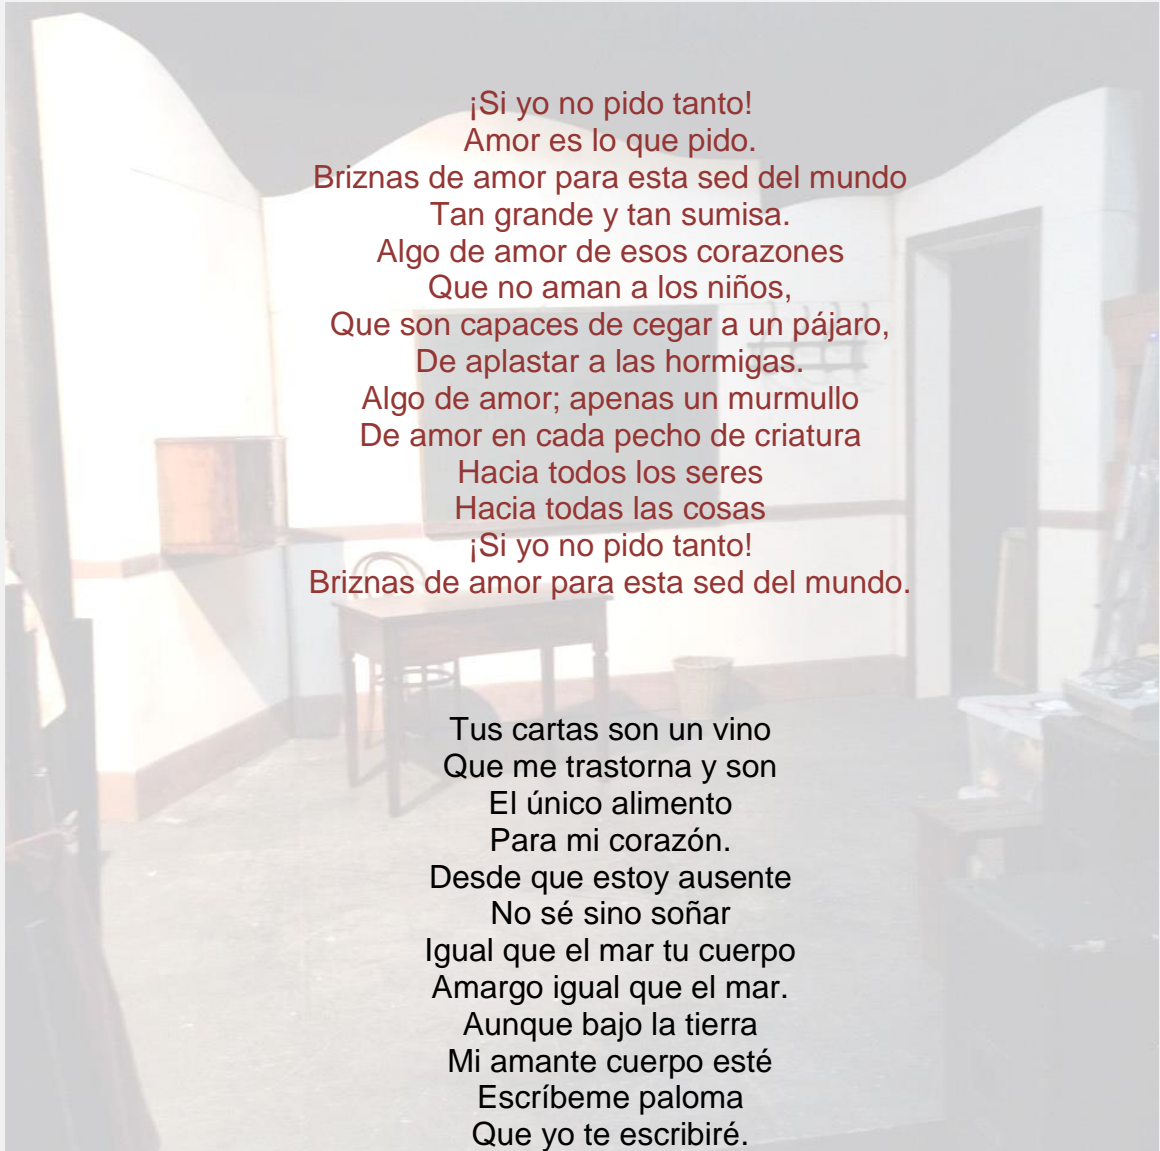 ¡Si yo no pido tanto!
Amor es lo que pido.
Briznas de amor para esta sed del mundo
Tan grande y tan sumisa.
Algo de amor de esos corazones
Que no aman a los niños,
Que son capaces de cegar a un pájaro,
De aplastar a las hormigas.
Algo de amor; apenas un murmullo
De amor en cada pecho de criatura
Hacia todos los seres
Hacia todas las cosas
¡Si yo no pido tanto!
Briznas de amor para esta sed del mundo.
Tus cartas son un vino
Que me trastorna y son
El único alimento
Para mi corazón.
Desde que estoy ausente
No sé sino soñar
Igual que el mar tu cuerpo
Amargo igual que el mar.
Aunque bajo la tierra
Mi amante cuerpo esté
Escríbeme paloma
Que yo te escribiré.